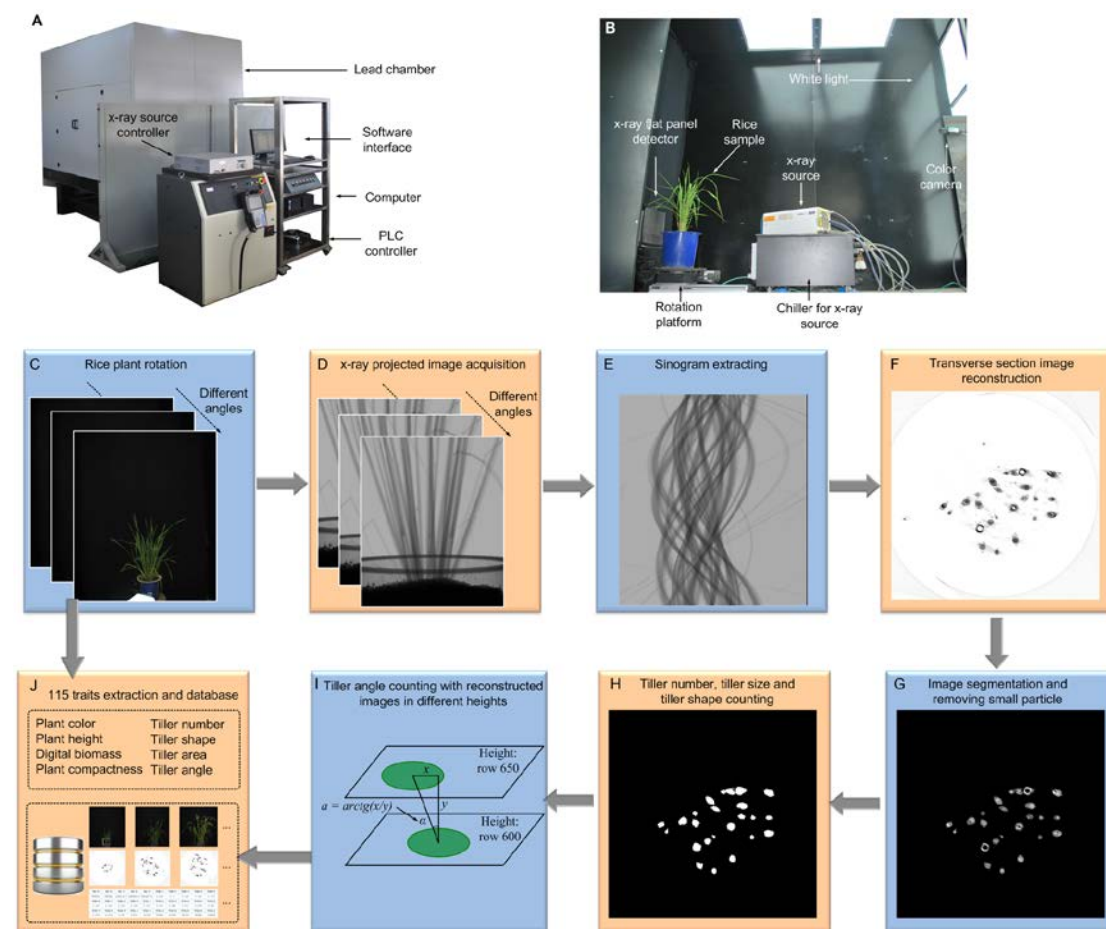 A
Lead chamber
x-ray source
controller
Software
interface
Computer
PLC
controller
B
White light
x-ray flat panel
detector
Rice
sample
x-ray
source
Color
camera
Rotation
platform
Chiller for x-ray
source
C
Rice plant rotation
Different
angles
D
x-ray projected image acquisition
Different
angles
E
Sinogram extracting
F
Transverse section image
reconstruction
J
115 traits extraction and database
Plant color
Plant height
Digital biomass
Plant compactness
Tiller number
Tiller shape
Tiller area
Tiller angle
...
...
...
I
Tiller angle counting with reconstructed
images in different heights
Height:
row 650
x
y
a = arctg(x/y)
α
Height:
row 600
H
Tiller number, tiller size and
tiller shape counting
G
Image segmentation and
removing small particle